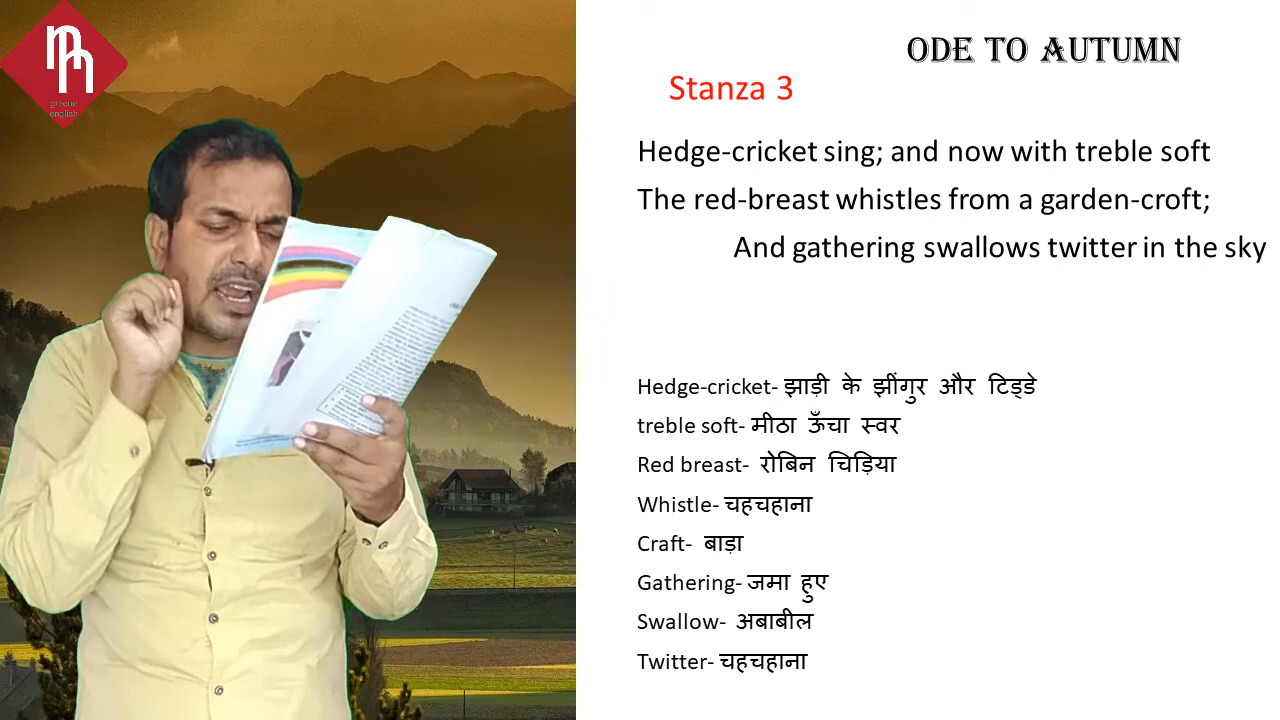 greene
english
ODE TO AUTUMN
Stanza 3
Hedge-cricket sing; and now with treble soft
The red-breast whistles from a garden-croft;
And gathering swallows twitter in the sky
Hedge-cricket- झाड़ी के झींगुर और टिड्डे
treble soft- मीठा ऊँचा स्वर
Red breast- रोबिन चिड़िया
Whistle- चहचहाना
Craft- बाड़ा
Gathering- जमा हुए
Swallow- अबाबील
Twitter- चहचहाना